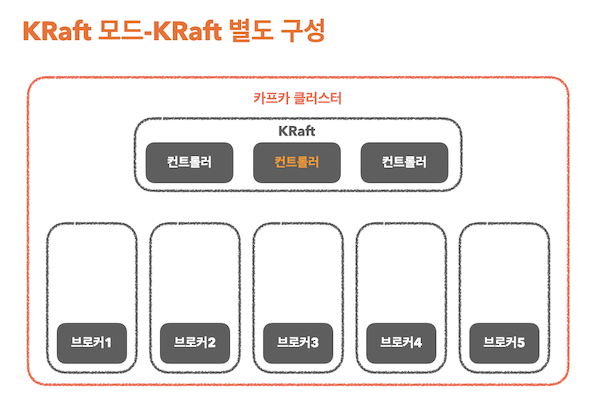 KRaft 모드-KRaft 별도 구성
카프카 클러스터
KRaft
컨트롤러 컨트롤러 컨트롤러
브로커1 브로커2 브로커3 브로커4 브로커5